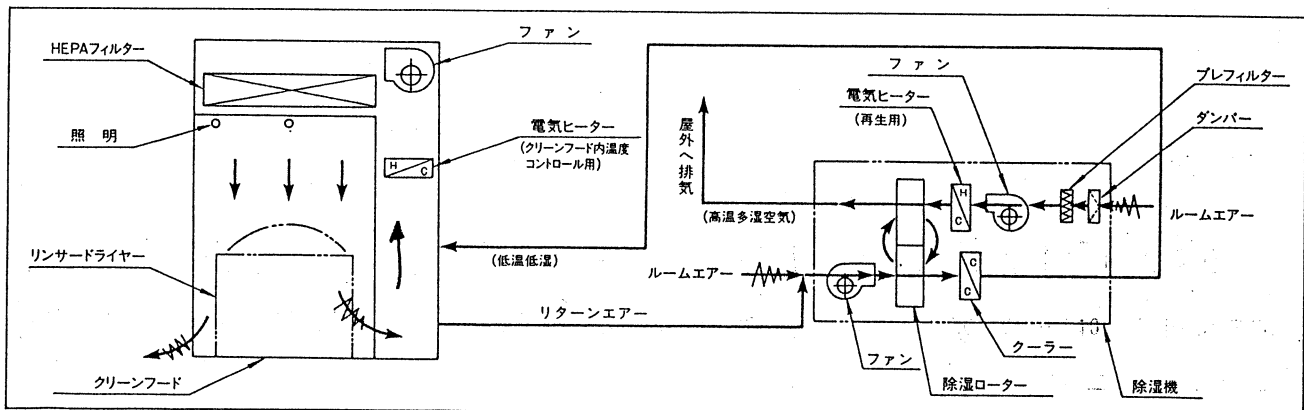 HEPAフィルター
ファン
照明
電気ヒーター
(クリーンフード内温度
コントロール用)
H
C
リンサードライヤー
(低温低湿)
リターンエアー
クリーンフード
屋外へ排気
(高温多湿空気)
ファン
電気ヒーター
(再生用)
プレフィルター
ダンパー
H
C
ルームエアー
ルームエアー
C
C
ファン
クーラー
除湿ローター
除湿機